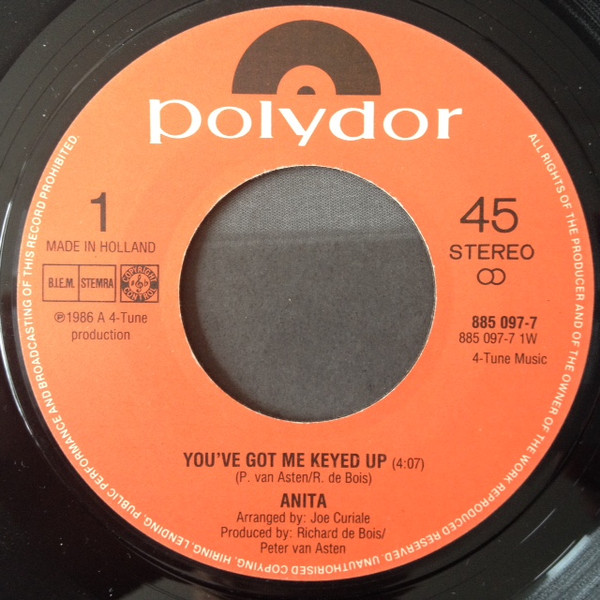 polydor
1
45
MADE IN HOLLAND
STEREO
B.I.E.M. STEMRA COPYRIGHT CONTROL
℗1986 A 4-Tune
production
885 097-7
885 097-7 1W
4-Tune Music
YOU'VE GOT ME KEYED UP (4:07)
(P. van Asten/R. de Bois)
ANITA
Arranged by: Joe Curiale
Produced by: Richard de Bois/
Peter van Asten
ALL RIGHTS OF THE PRODUCER AND OF THE OWNER OF THE WORK REPRODUCED RESERVED. UNAUTHORISED COPYING, HIRING, LENDING, PUBLIC PERFORMANCE AND BROADCASTING OF THIS RECORD PROHIBITED.